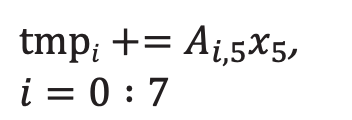 tmpᵢ += Aᵢ,₅x₅,
i = 0 : 7